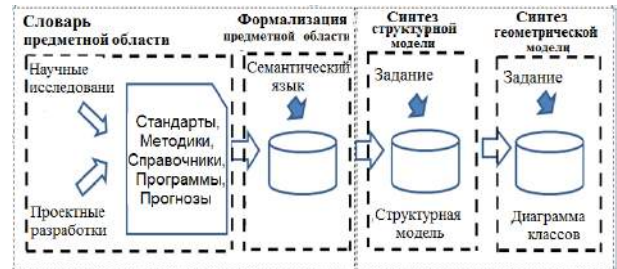 Словарь
предметной области
Научные
исследовани
Стандарты,
Методики,
Справочники,
Программы,
Прогнозы
Проектные
разработки
Формализация
предметной области
Семантический
язык
Синтез
структурной
модели
Задание
Структурная
модель
Синтез
геометрической
модели
Задание
Диаграмма
классов